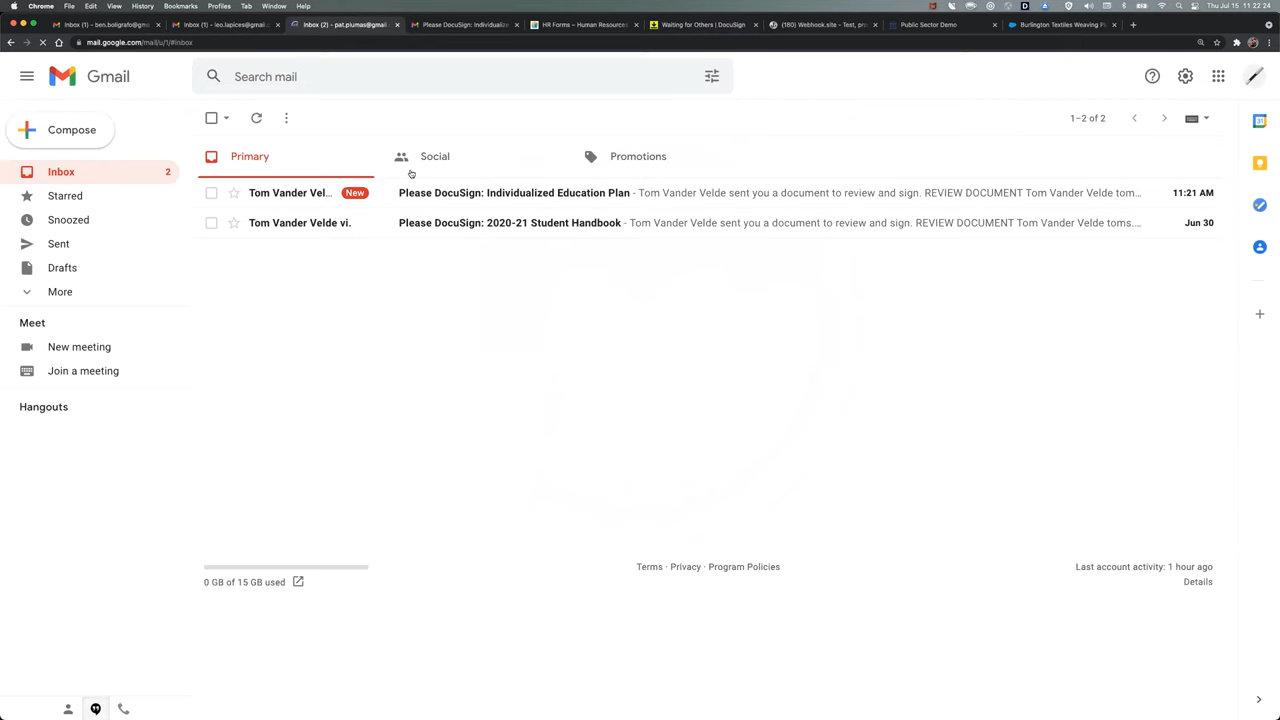 Chrome File Edit View History Bookmarks Profiles Tab Window Help Thu Jul 15 11 22 24
Inbox (1) - ben.boligrafo@gmo Inbox (1) - leo.lapices@gmail.c Inbox (2) - pat.plumas@gmail Please DocuSign: Individualize HR Forms – Human Resources Waiting for Others | DocuSign (180) Webhook.site - Test, pro Public Sector Demo Burlington Textiles Weaving Pl
mail.google.com/mail/u/1/#inbox
Gmail
Search mail
Compose
1–2 of 2
Primary
Social
Promotions
Inbox 2
Tom Vander Vel... New Please DocuSign: Individualized Education Plan - Tom Vander Velde sent you a document to review and sign. REVIEW DOCUMENT Tom Vander Velde tom... 11:21 AM
Starred
Snoozed
Tom Vander Velde vi. Please DocuSign: 2020-21 Student Handbook - Tom Vander Velde sent you a document to review and sign. REVIEW DOCUMENT Tom Vander Velde toms.... Jun 30
Sent
Drafts
More
Meet
New meeting
Join a meeting
Hangouts
0 GB of 15 GB used
Terms · Privacy · Program Policies
Last account activity: 1 hour ago
Details